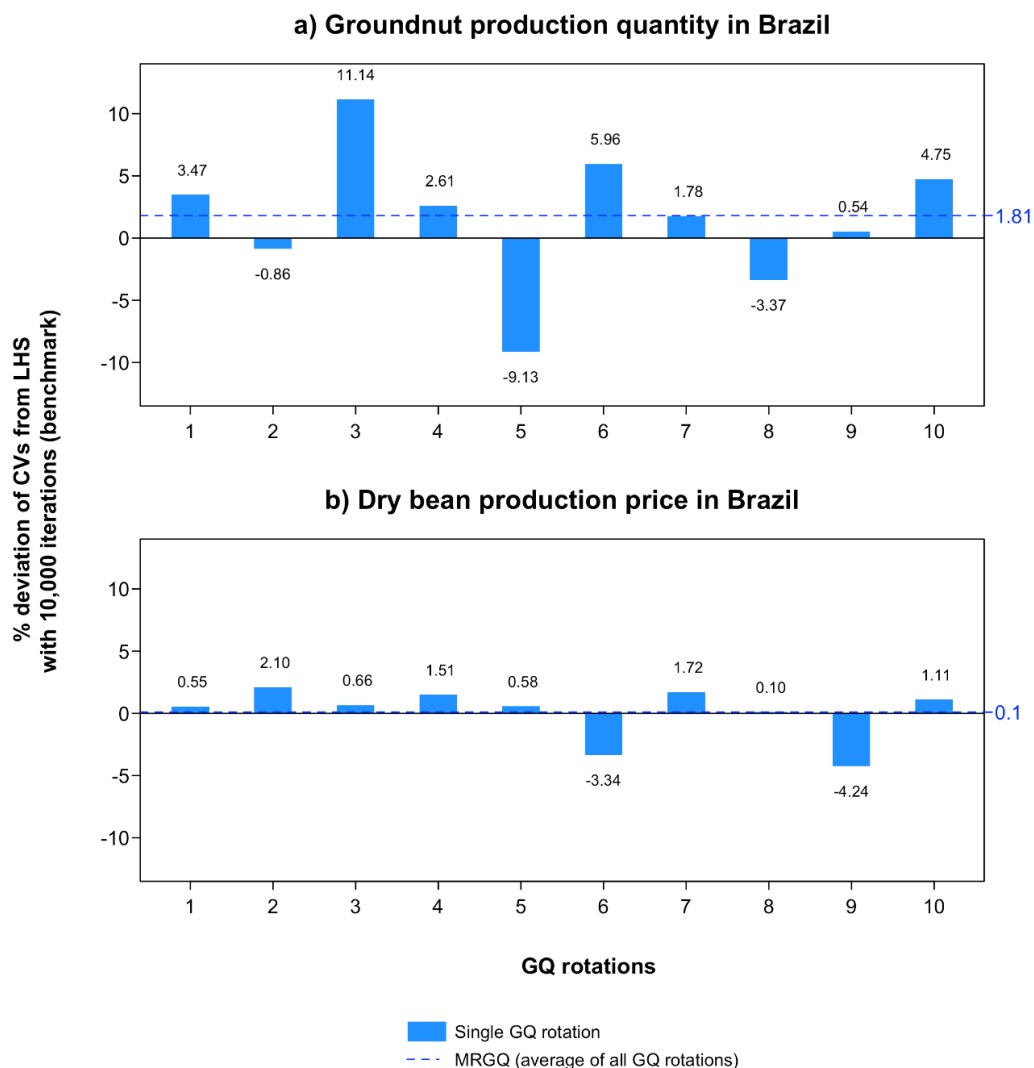 a) Groundnut production quantity in Brazil
11.14
10
5.96
4.75
5
3.47
2.61
1.78
1.81
0.54
0
-0.86
-3.37
-5
-9.13
-10
1 2 3 4 5 6 7 8 9 10
% deviation of CVs from LHS
with 10,000 iterations (benchmark)
b) Dry bean production price in Brazil
10
5
0.55 2.10 0.66 1.51 0.58 1.72 0.10 1.11
0
0.1
-3.34
-4.24
-5
-10
1 2 3 4 5 6 7 8 9 10
GQ rotations
Single GQ rotation
MRGQ (average of all GQ rotations)